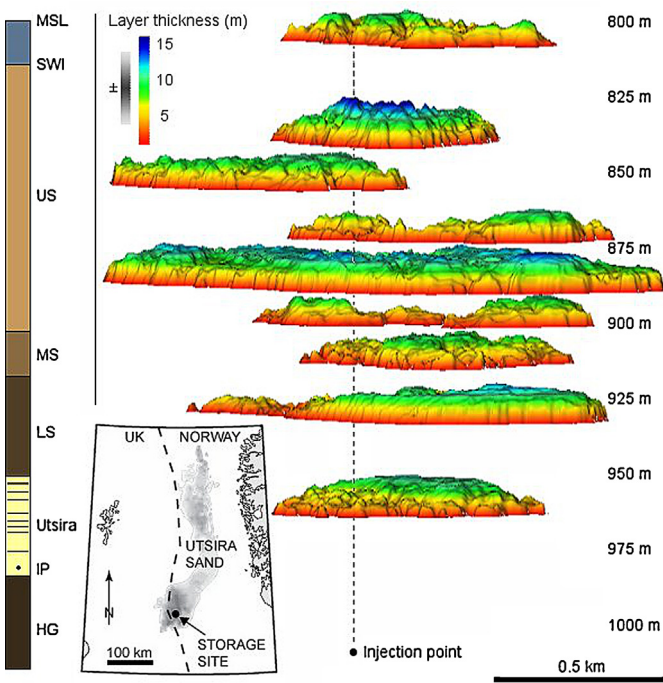 MSL
SWI
US
MS
LS
Utsira
IP
HG
Layer thickness (m)
±
15
10
5
1
800 m
825 m
850 m
875 m
900 m
925 m
950 m
975 m
1000 m
UK
NORWAY
UTSIRA
SAND
N
STORAGE
SITE
100 km
Injection point
0.5 km